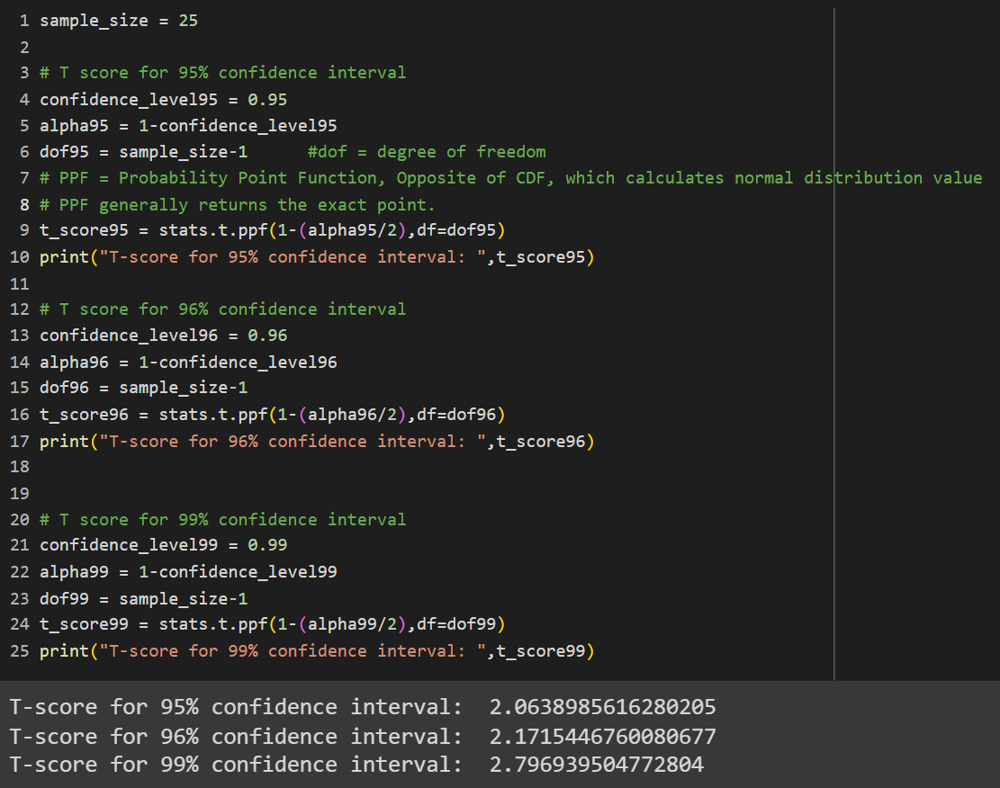 1 sample_size = 25
2
3 # T score for 95% confidence interval
4 confidence_level95 = 0.95
5 alpha95 = 1-confidence_level95
6 dof95 = sample_size-1      #dof = degree of freedom
7 # PPF = Probability Point Function, Opposite of CDF, which calculates normal distribution value
8 # PPF generally returns the exact point.
9 t_score95 = stats.t.ppf(1-(alpha95/2),df=dof95)
10 print("T-score for 95% confidence interval: ",t_score95)
11
12 # T score for 96% confidence interval
13 confidence_level96 = 0.96
14 alpha96 = 1-confidence_level96
15 dof96 = sample_size-1
16 t_score96 = stats.t.ppf(1-(alpha96/2),df=dof96)
17 print("T-score for 96% confidence interval: ",t_score96)
18
19
20 # T score for 99% confidence interval
21 confidence_level99 = 0.99
22 alpha99 = 1-confidence_level99
23 dof99 = sample_size-1
24 t_score99 = stats.t.ppf(1-(alpha99/2),df=dof99)
25 print("T-score for 99% confidence interval: ",t_score99)
T-score for 95% confidence interval:  2.0638985616280205
T-score for 96% confidence interval:  2.1715446760080677
T-score for 99% confidence interval:  2.796939504772804